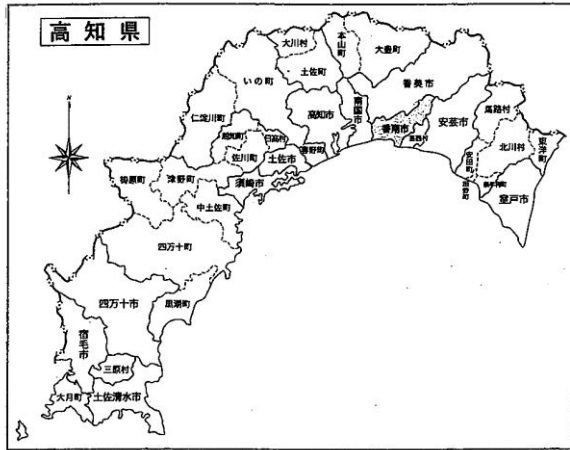 高知県
N
大川村
本山町
大豊町
土佐町
いの町
香美市
仁淀川町
高知市
南国市
香南市
安芸市
馬路村
越知町
日高村
芸西村
北川村
東洋町
佐川町
土佐市
春野町
安田町
田野町
奈半利町
室戸市
梼原町
津野町
須崎市
中土佐町
四万十町
四万十市
黒潮町
宿毛市
三原村
大月町
土佐清水市